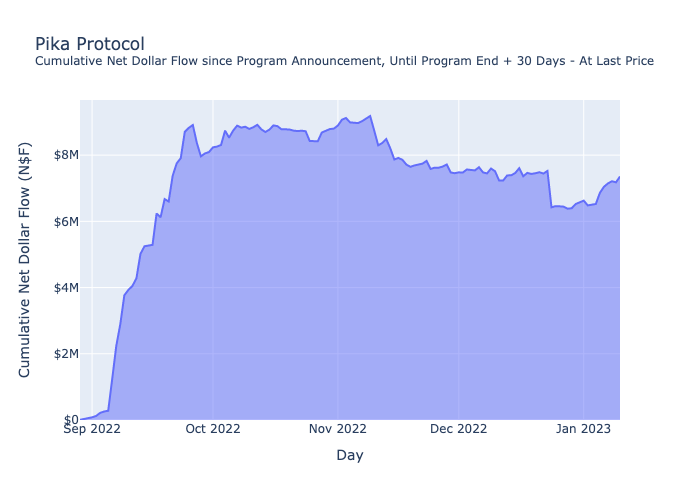 Pika Protocol
Cumulative Net Dollar Flow since Program Announcement, Until Program End + 30 Days - At Last Price
Cumulative Net Dollar Flow (N$F)
$8M
$6M
$4M
$2M
$0
Sep 2022
Oct 2022
Nov 2022
Dec 2022
Jan 2023
Day